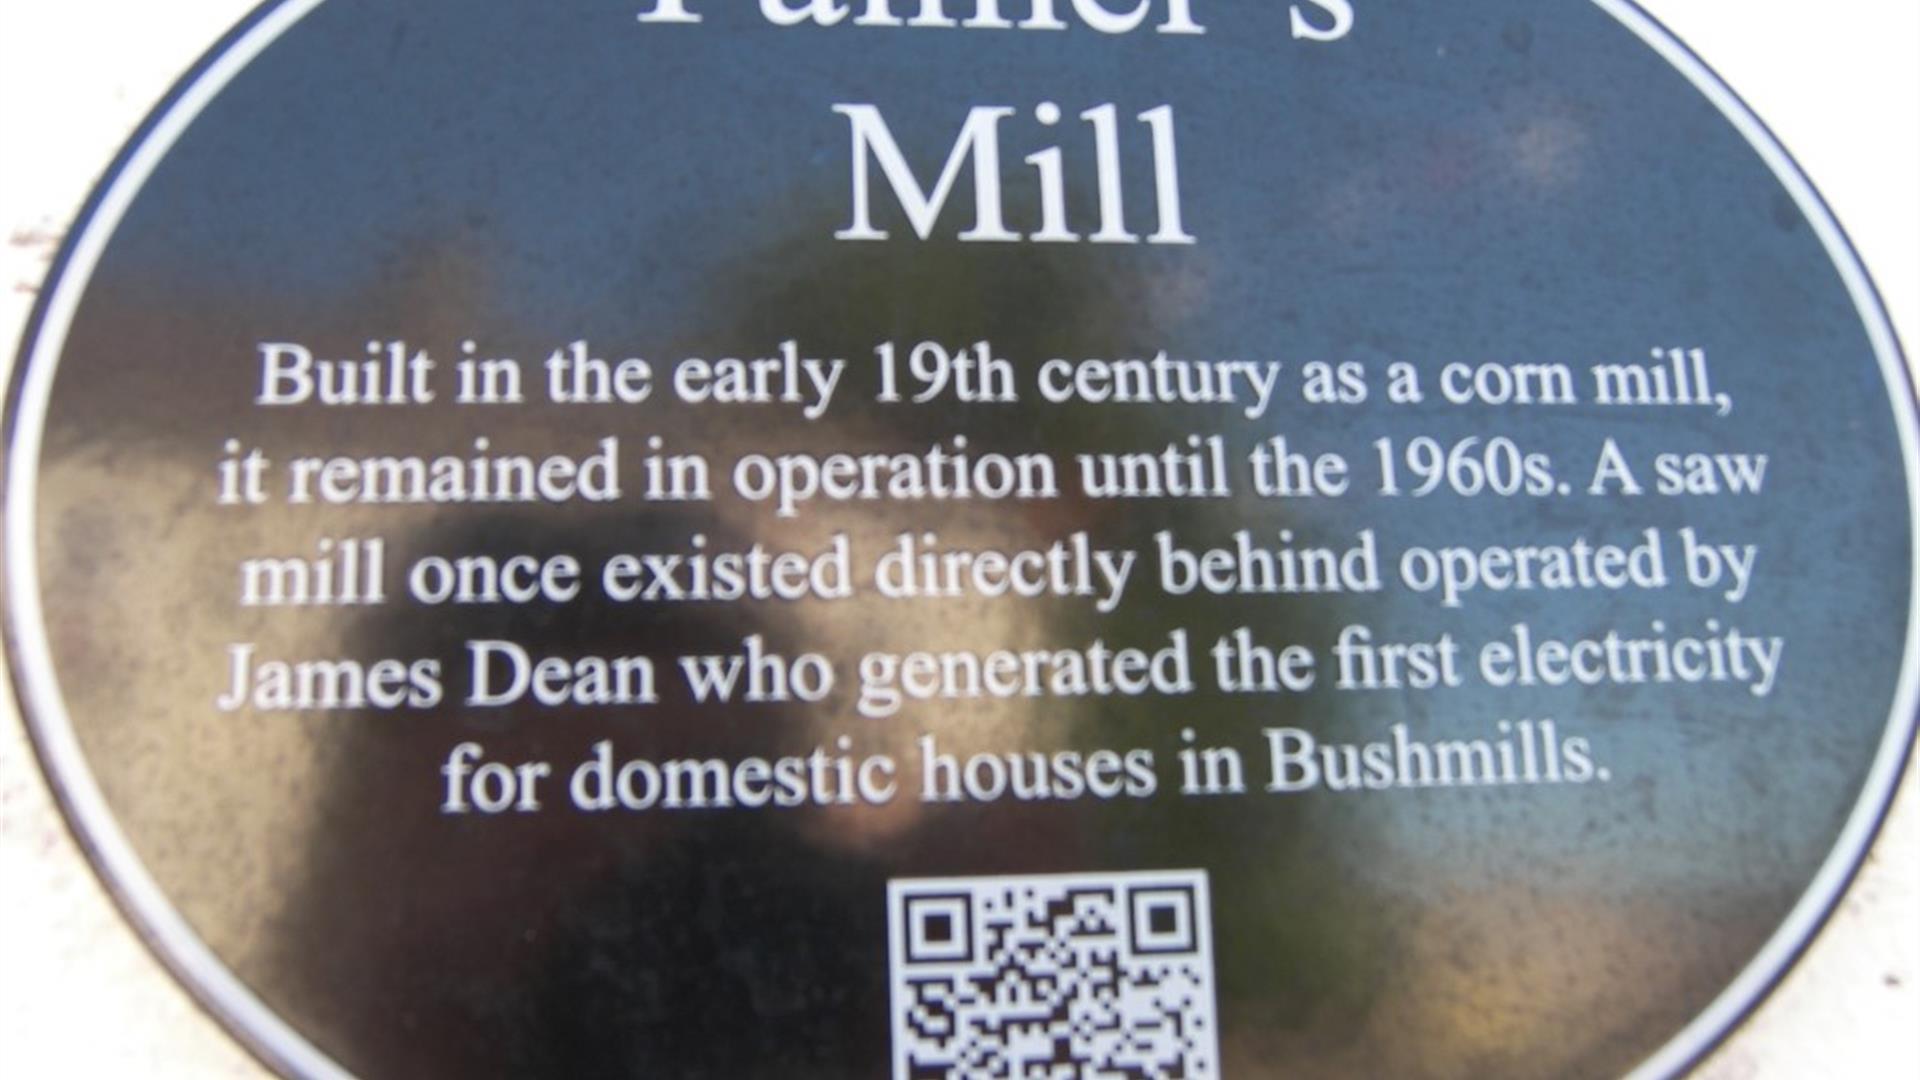 Mill
Built in the early 19th century as a corn mill,
it remained in operation until the 1960s. A saw
mill once existed directly behind operated by
James Dean who generated the first electricity
for domestic houses in Bushmills.